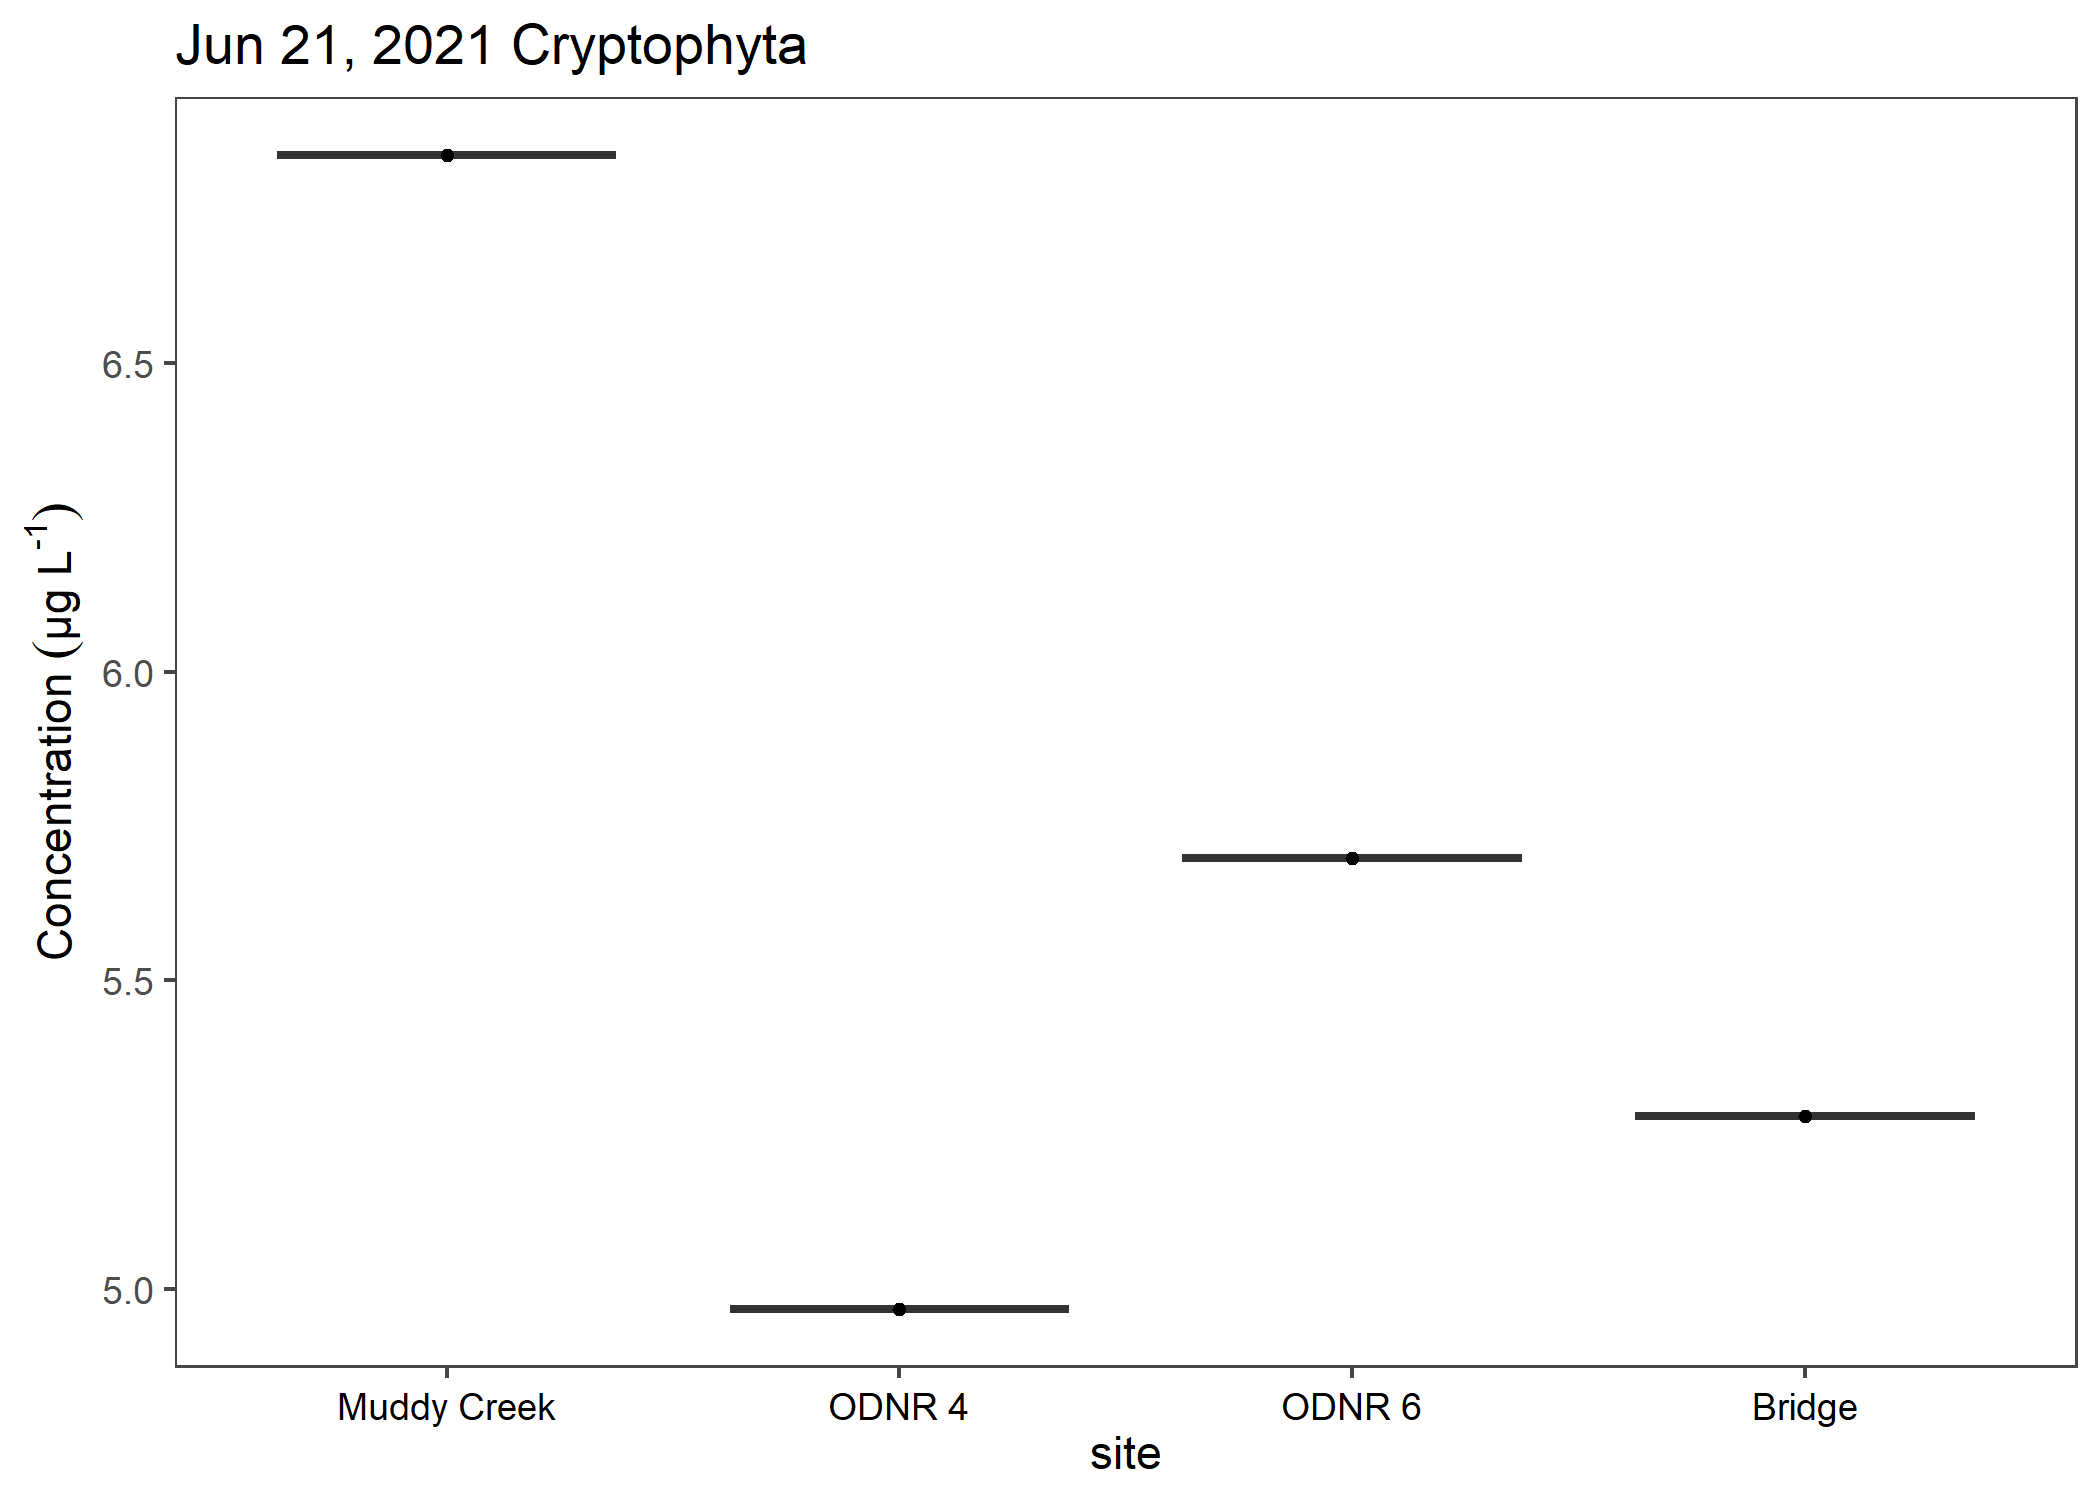 Jun 21, 2021 Cryptophyta
Concentration (µg L⁻¹)
6.5
6.0
5.5
5.0
Muddy Creek
ODNR 4
ODNR 6
Bridge
site